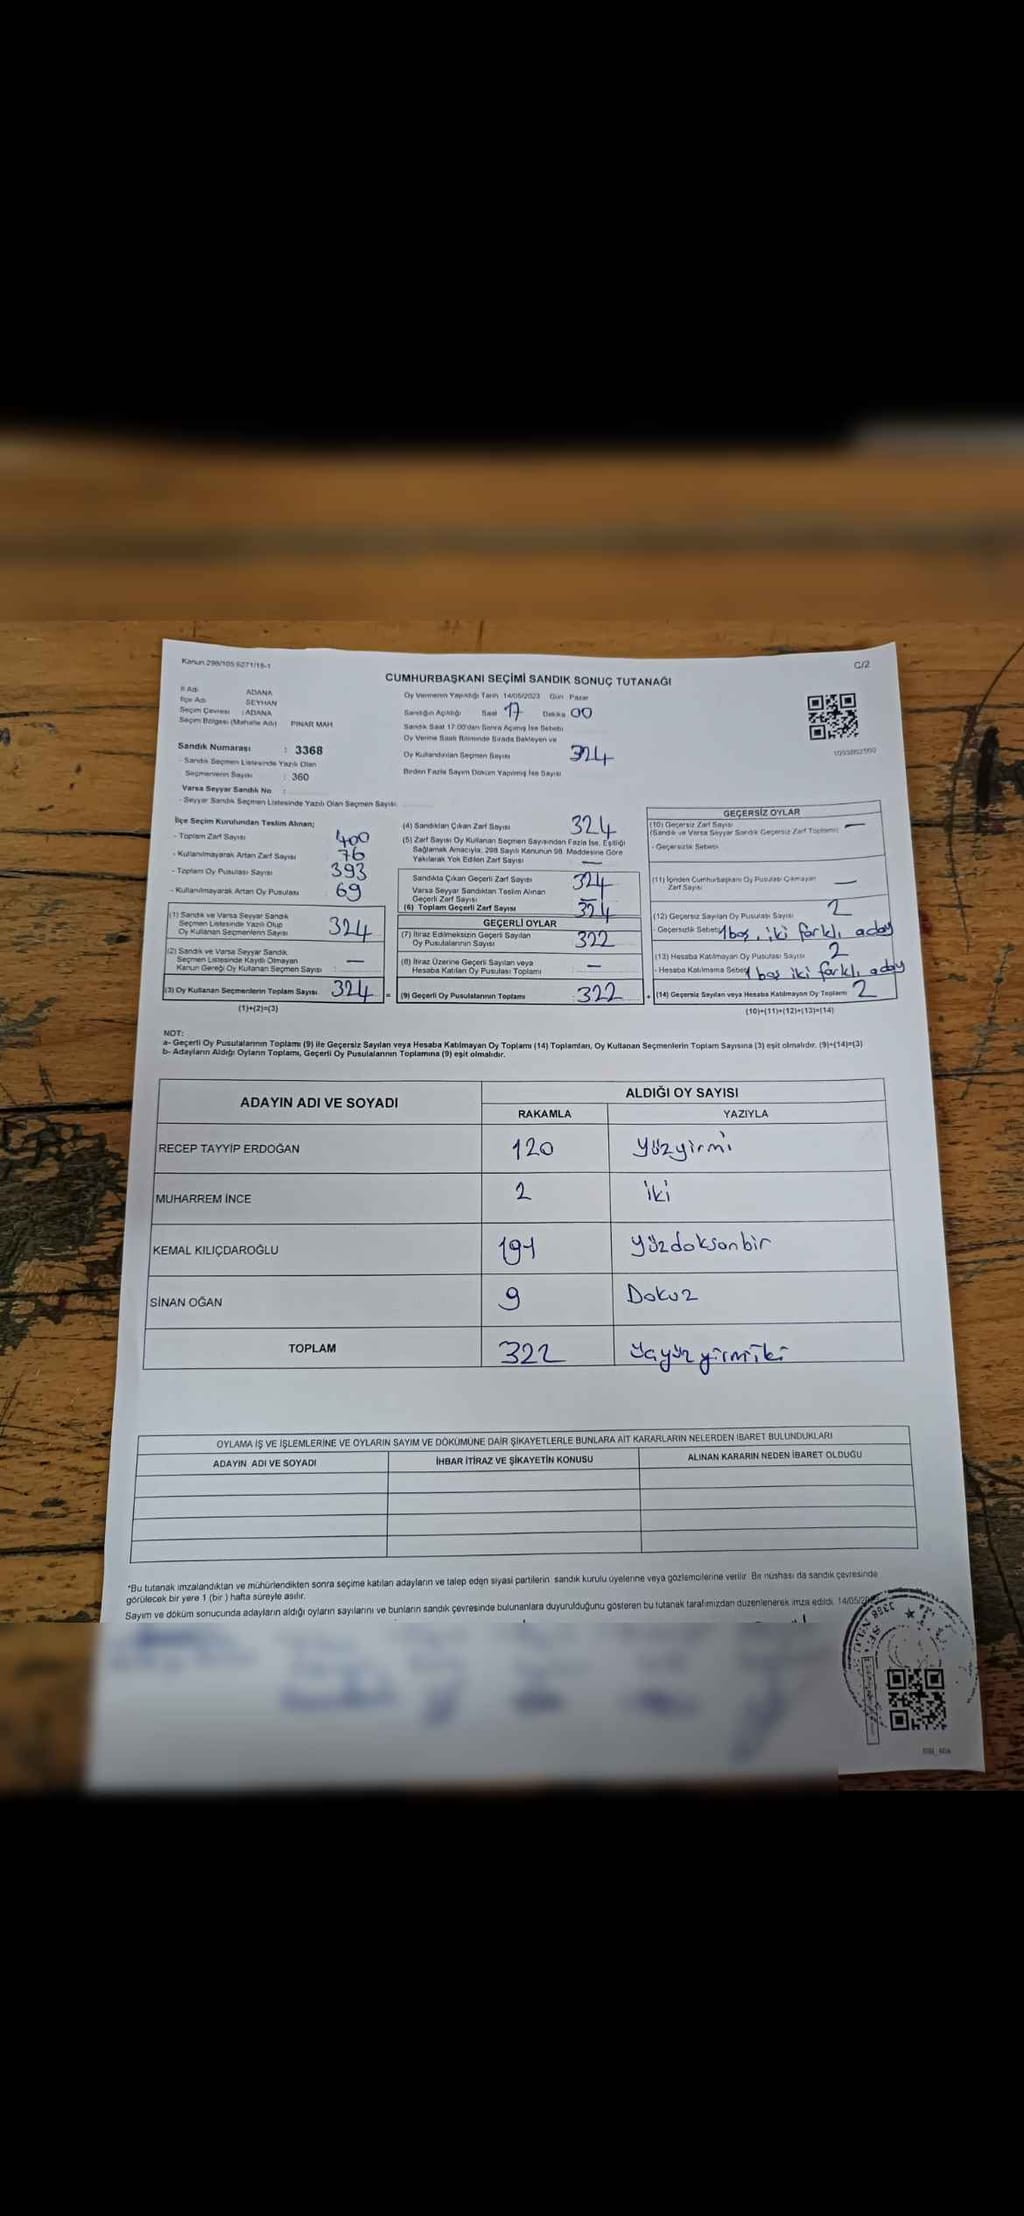 Kanun 298/105 6271/18-1
C/2
CUMHURBAŞKANI SEÇİMİ SANDIK SONUÇ TUTANAĞI
İl Adı ADANA
İlçe Adı SEYHAN
Seçim Çevresi : ADANA
Seçim Bölgesi (Mahalle Adı) PINAR MAH.
Oy Vermenin Yapıldığı Tarih 14/05/2023 Gün Pazar
Sandığın Açıldığı Saat 17 Dakika 00
Sandık Saat 17:00'dan Sonra Açılmış İse Sebebi
Oy Verme Saati Bitiminde Sırada Bekleyen ve
Oy Kullandırılan Seçmen Sayısı 324
Birden Fazla Sayım Döküm Yapılmış İse Sayısı
Sandık Numarası : 3368
- Sandık Seçmen Listesinde Yazılı Olan
Seçmenlerin Sayısı : 360
Varsa Seyyar Sandık No :
- Seyyar Sandık Seçmen Listesinde Yazılı Olan Seçmen Sayısı:
İlçe Seçim Kurulundan Teslim Alınan;
- Toplam Zarf Sayısı 400
- Kullanılmayarak Artan Zarf Sayısı 76
- Toplam Oy Pusulası Sayısı 393
- Kullanılmayarak Artan Oy Pusulası 69
(1) Sandık ve Varsa Seyyar Sandık
Seçmen Listesinde Yazılı Olup
Oy Kullanan Seçmenlerin Sayısı 324
(2) Sandık ve Varsa Seyyar Sandık
Seçmen Listesinde Kayıtlı Olmayan
Kanun Gereği Oy Kullanan Seçmen Sayısı —
(3) Oy Kullanan Seçmenlerin Toplam Sayısı 324 =
(1)+(2)=(3)
(4) Sandıktan Çıkan Zarf Sayısı 324
(5) Zarf Sayısı Oy Kullanan Seçmen Sayısından Fazla İse, Eşitliği
Sağlamak Amacıyla, 298 Sayılı Kanunun 98. Maddesine Göre
Yakılarak Yok Edilen Zarf Sayısı —
Sandıkta Çıkan Geçerli Zarf Sayısı 324
Varsa Seyyar Sandıktan Teslim Alınan
Geçerli Zarf Sayısı —
(6) Toplam Geçerli Zarf Sayısı 324
GEÇERLİ OYLAR
(7) İtiraz Edilmeksizin Geçerli Sayılan
Oy Pusulalarının Sayısı 322
(8) İtiraz Üzerine Geçerli Sayılan veya
Hesaba Katılan Oy Pusulası Toplamı —
(9) Geçerli Oy Pusulalarının Toplamı 322 +
GEÇERSİZ OYLAR
(10) Geçersiz Zarf Sayısı —
(Sandık ve Varsa Seyyar Sandık Geçersiz Zarf Toplamı)
- Geçersizlik Sebebi
(11) İçinden Cumhurbaşkanı Oy Pusulası Çıkmayan
Zarf Sayısı —
(12) Geçersiz Sayılan Oy Pusulası Sayısı 2
- Geçersizlik Sebebi 1 boş, iki farklı aday
(13) Hesaba Katılmayan Oy Pusulası Sayısı 2
- Hesaba Katılmama Sebebi 1 boş iki farklı aday
(14) Geçersiz Sayılan veya Hesaba Katılmayan Oy Toplamı 2
(10)+(11)+(12)+(13)=(14)
NOT:
a- Geçerli Oy Pusulalarının Toplamı (9) ile Geçersiz Sayılan veya Hesaba Katılmayan Oy Toplamı (14) Toplamları, Oy Kullanan Seçmenlerin Toplam Sayısına (3) eşit olmalıdır. (9)+(14)=(3)
b- Adayların Aldığı Oyların Toplamı, Geçerli Oy Pusulalarının Toplamına (9) eşit olmalıdır.
ADAYIN ADI VE SOYADI
ALDIĞI OY SAYISI
RAKAMLA YAZIYLA
RECEP TAYYİP ERDOĞAN 120 Yüzyirmi
MUHARREM İNCE 2 iki
KEMAL KILIÇDAROĞLU 191 Yüzdoksanbir
SİNAN OĞAN 9 Dokuz
TOPLAM 322
OYLAMA İŞ VE İŞLEMLERİNE VE OYLARIN SAYIM VE DÖKÜMÜNE DAİR ŞİKAYETLERLE BUNLARA AİT KARARLARIN NELERDEN İBARET BULUNDUKLARI
ADAYIN ADI VE SOYADI İHBAR İTİRAZ VE ŞİKAYETİN KONUSU ALINAN KARARIN NEDEN İBARET OLDUĞU
*Bu tutanak imzalandıktan ve mühürlendikten sonra seçime katılan adayların ve talep eden siyasi partilerin, sandık kurulu üyelerine veya gözlemcilerine verilir. Bir nüshası da sandık çevresinde
görülecek bir yere 1 (bir) hafta süreyle asılır.
Sayım ve döküm sonucunda adayların aldığı oyların sayılarını ve bunların sandık çevresinde bulunanlara duyurulduğunu gösteren bu tutanak tarafımızdan düzenlenerek imza edildi. 14/05/20